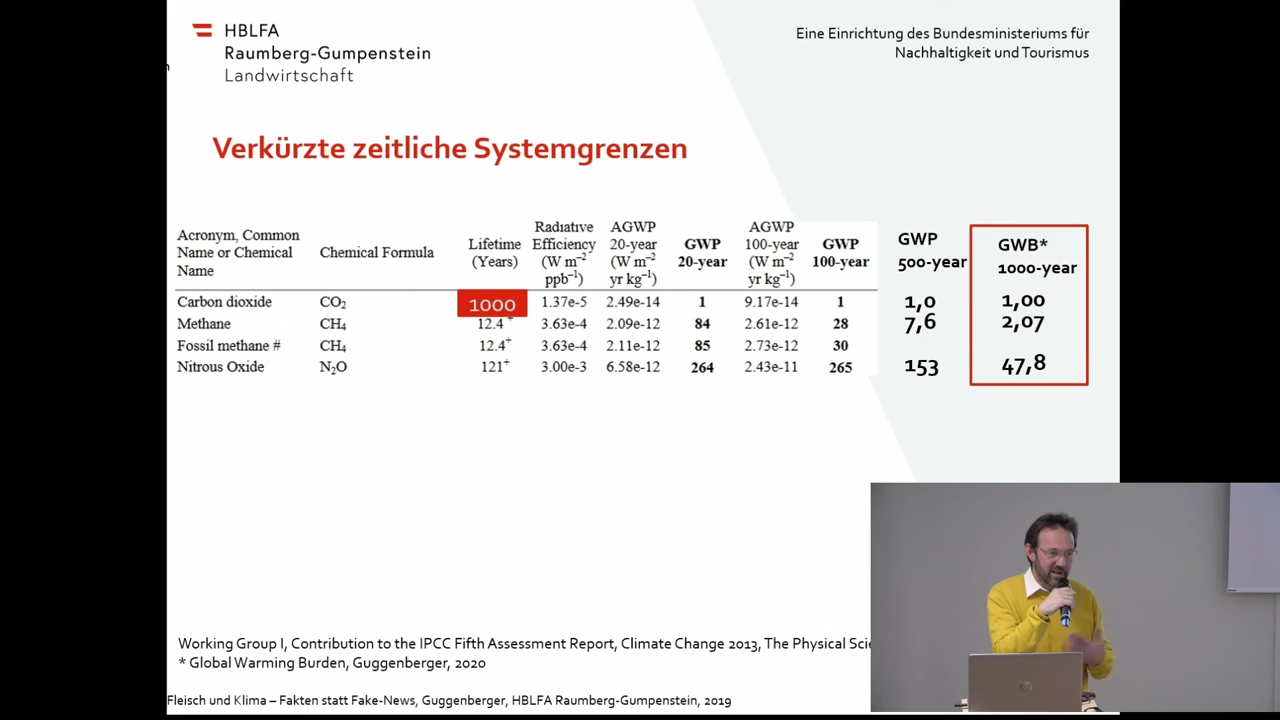 HBLFA
Raumberg-Gumpenstein
Landwirtschaft
Eine Einrichtung des Bundesministeriums für
Nachhaltigkeit und Tourismus
Verkürzte zeitliche Systemgrenzen
Acronym, Common Name or Chemical Name | Chemical Formula | Lifetime (Years) | Radiative Efficiency (W m⁻² ppb⁻¹) | AGWP 20-year (W m⁻² yr kg⁻¹) | GWP 20-year | AGWP 100-year (W m⁻² yr kg⁻¹) | GWP 100-year | GWP 500-year | GWB* 1000-year
Carbon dioxide | CO₂ | 1000 | 1.37e-5 | 2.49e-14 | 1 | 9.17e-14 | 1 | 1,0 | 1,00
Methane | CH₄ | 12.4⁺ | 3.63e-4 | 2.09e-12 | 84 | 2.61e-12 | 28 | 7,6 | 2,07
Fossil methane # | CH₄ | 12.4⁺ | 3.63e-4 | 2.11e-12 | 85 | 2.73e-12 | 30
Nitrous Oxide | N₂O | 121⁺ | 3.00e-3 | 6.58e-12 | 264 | 2.43e-11 | 265 | 153 | 47,8
Working Group I, Contribution to the IPCC Fifth Assessment Report, Climate Change 2013, The Physical
* Global Warming Burden, Guggenberger, 2020
Fleisch und Klima – Fakten statt Fake-News, Guggenberger, HBLFA Raumberg-Gumpenstein, 2019